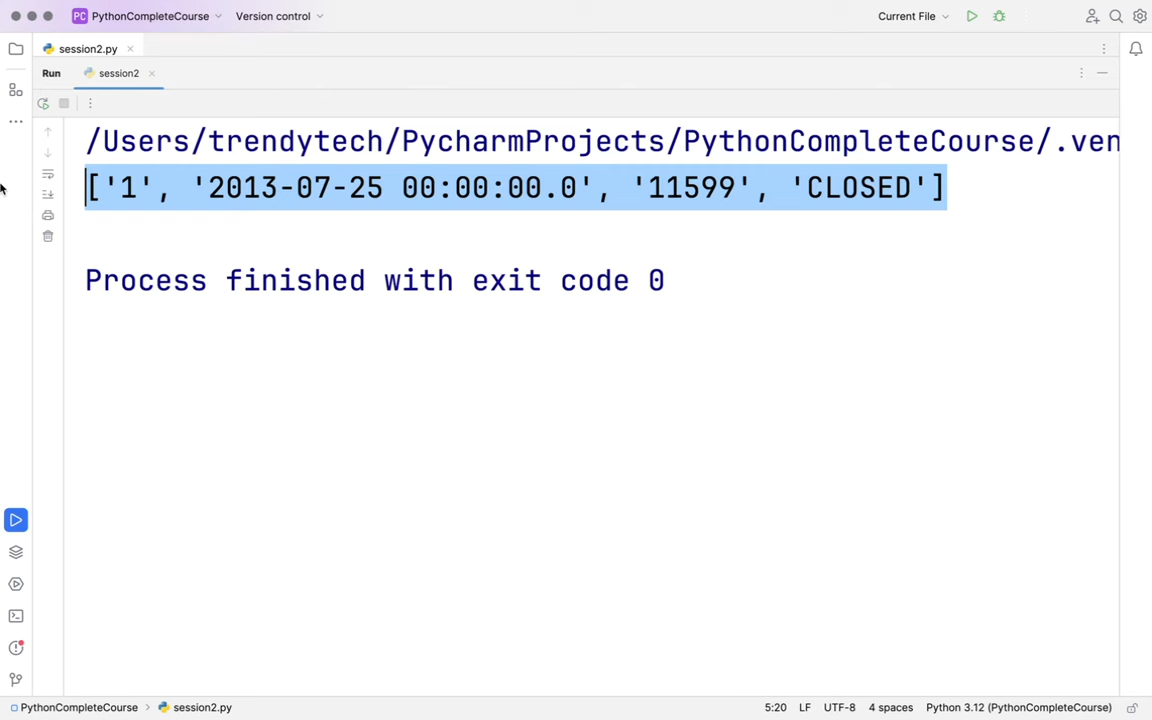 PC PythonCompleteCourse Version control Current File
session2.py
Run session2
/Users/trendytech/PycharmProjects/PythonCompleteCourse/.ven
['1', '2013-07-25 00:00:00.0', '11599', 'CLOSED']
Process finished with exit code 0
PythonCompleteCourse session2.py 5:20 LF UTF-8 4 spaces Python 3.12 (PythonCompleteCourse)